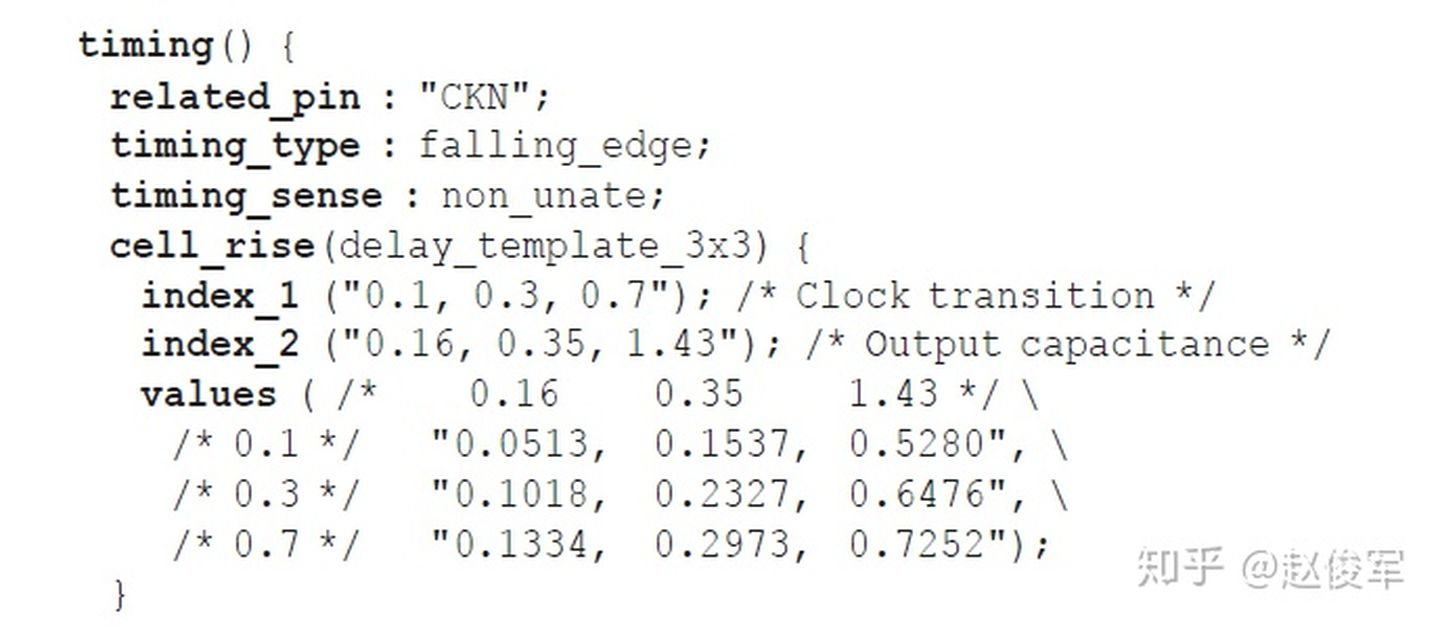 timing() {
related_pin : "CKN";
timing_type : falling_edge;
timing_sense : non_unate;
cell_rise(delay_template_3x3) {
index_1 ("0.1, 0.3, 0.7"); /* Clock transition */
index_2 ("0.16, 0.35, 1.43"); /* Output capacitance */
values ( /* 0.16 0.35 1.43 */ \
/* 0.1 */ "0.0513, 0.1537, 0.5280", \
/* 0.3 */ "0.1018, 0.2327, 0.6476", \
/* 0.7 */ "0.1334, 0.2973, 0.7252");
}
知乎 @赵俊军